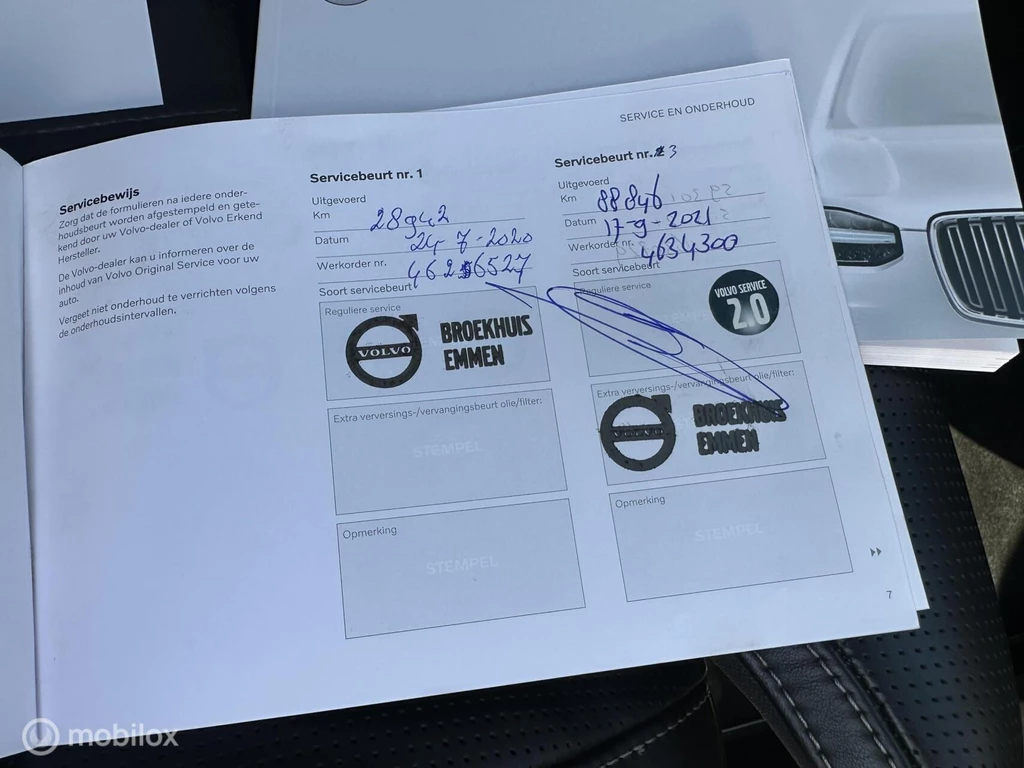 SERVICE EN ONDERHOUD
Servicebewijs
Zorg dat de formulieren na iedere onder-
houdsbeurt worden afgestempeld en gete-
kend door uw Volvo-dealer of Volvo Erkend
Hersteller.
De Volvo-dealer kan u informeren over de
inhoud van Volvo Original Service voor uw
auto.
Vergeet niet onderhoud te verrichten volgens
de onderhoudsintervallen.
Servicebeurt nr. 1
Uitgevoerd
Km 28942
Datum 24 7-2020
Werkorder nr. 46266527
Soort servicebeurt
Reguliere service
VOLVO
BROEKHUIS
EMMEN
Extra verversings-/vervangingsbeurt olie/filter:
STEMPEL
Opmerking
STEMPEL
Servicebeurt nr. 3
Uitgevoerd
Km 88846
Datum 17-9-2021
Werkorder nr. 4634300
Soort servicebeurt
Reguliere service
VOLVO SERVICE
2.0
Extra verversings-/vervangingsbeurt olie/filter:
VOLVO
BROEKHUIS
EMMEN
Opmerking
STEMPEL
7
mobilox